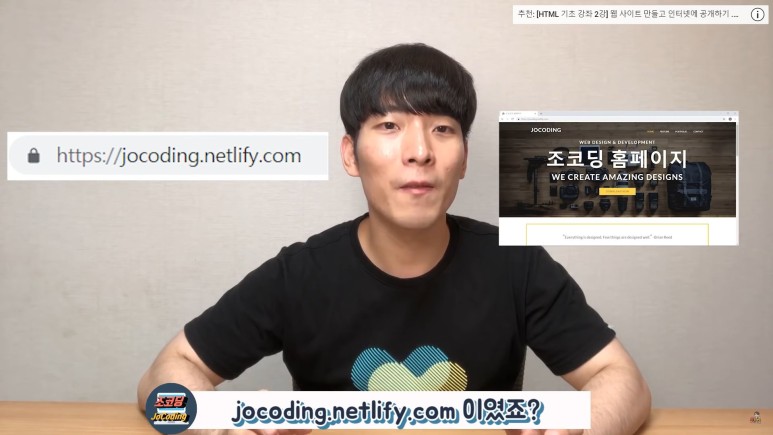 추천: [HTML 기초 강좌 2강] 웹 사이트 만들고 인터넷에 공개하기 ...
https://jocoding.netlify.com
JOCODING
WEB DESIGN & DEVELOPMENT
조코딩 홈페이지
WE CREATE AMAZING DESIGNS
조코딩
JoCoding
jocoding.netlify.com 이였죠?